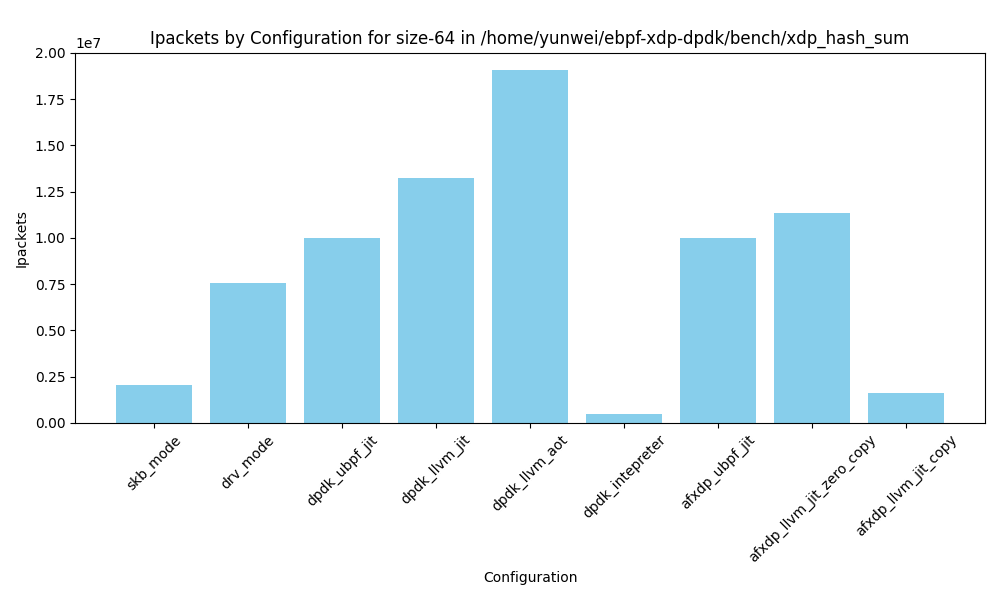 Ipackets by Configuration for size-64 in /home/yunwei/ebpf-xdp-dpdk/bench/xdp_hash_sum
1e7
2.00
1.75
1.50
1.25
1.00
0.75
0.50
0.25
0.00
Ipackets
skb_mode
drv_mode
dpdk_ubpf_jit
dpdk_llvm_jit
dpdk_llvm_aot
dpdk_intepreter
afxdp_ubpf_jit
afxdp_llvm_jit_zero_copy
afxdp_llvm_jit_copy
Configuration